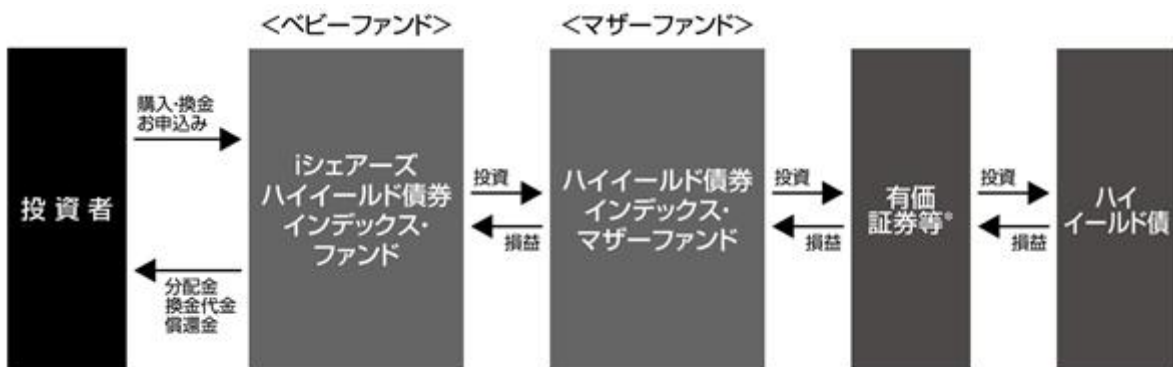 <ベビーファンド>
<マザーファンド>
投資者
購入・換金
お申込み
分配金
換金代金
償還金
iシェアーズ
ハイイールド債券
インデックス・
ファンド
投資
損益
ハイイールド債券
インデックス・
マザーファンド
投資
損益
有価
証券等※
投資
損益
ハイ
イールド債